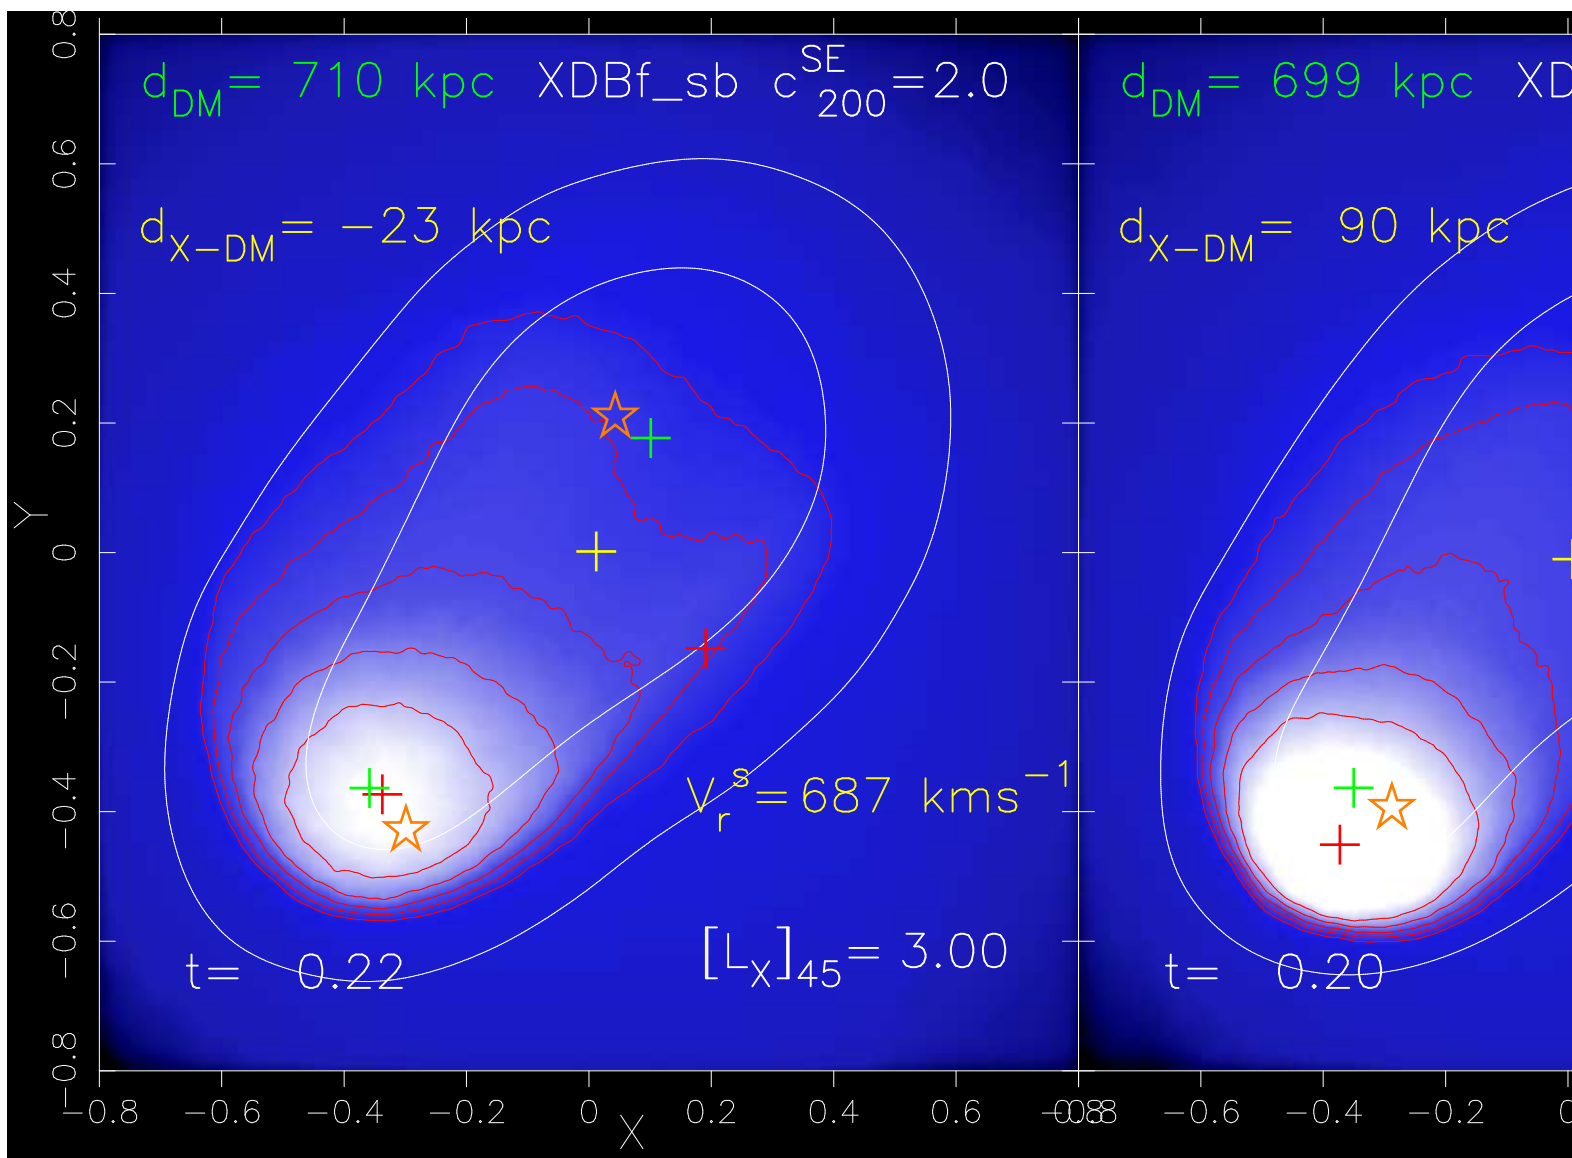 d_DM= 710 kpc XDBf_sb c^SE_200=2.0
d_X-DM= -23 kpc
V_r^s=687 kms^-1
t= 0.22
[L_X]_45= 3.00
0.8
0.6
0.4
0.2
0
-0.2
-0.4
-0.6
-0.8
Y
-0.8 -0.6 -0.4 -0.2 0 0.2 0.4 0.6
X
d_DM= 699 kpc XD
d_X-DM= 90 kpc
t= 0.20
-0.6 -0.4 -0.2 0